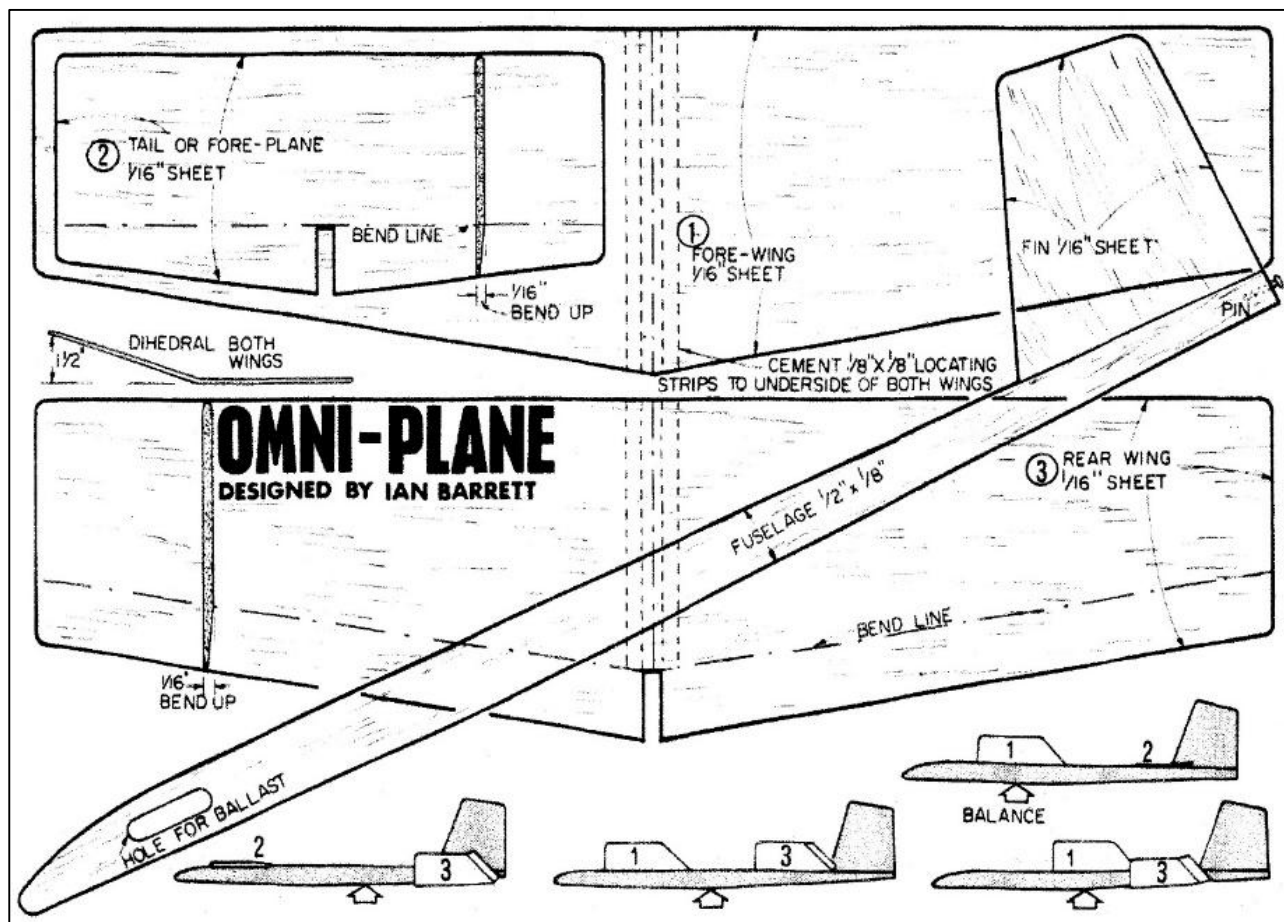 2 TAIL OR FORE-PLANE
1/16" SHEET
BEND LINE
1/16"
BEND UP
1
FORE-WING
1/16" SHEET
FIN 1/16" SHEET
PIN
DIHEDRAL BOTH
WINGS
1 1/2"
CEMENT 1/8" X 1/8" LOCATING
STRIPS TO UNDERSIDE OF BOTH WINGS
OMNI-PLANE
DESIGNED BY IAN BARRETT
3 REAR WING
1/16" SHEET
FUSELAGE 1/2" x 1/8"
BEND LINE
1/16"
BEND UP
HOLE FOR BALLAST
1 2
BALANCE
2 3
1 3
1 3